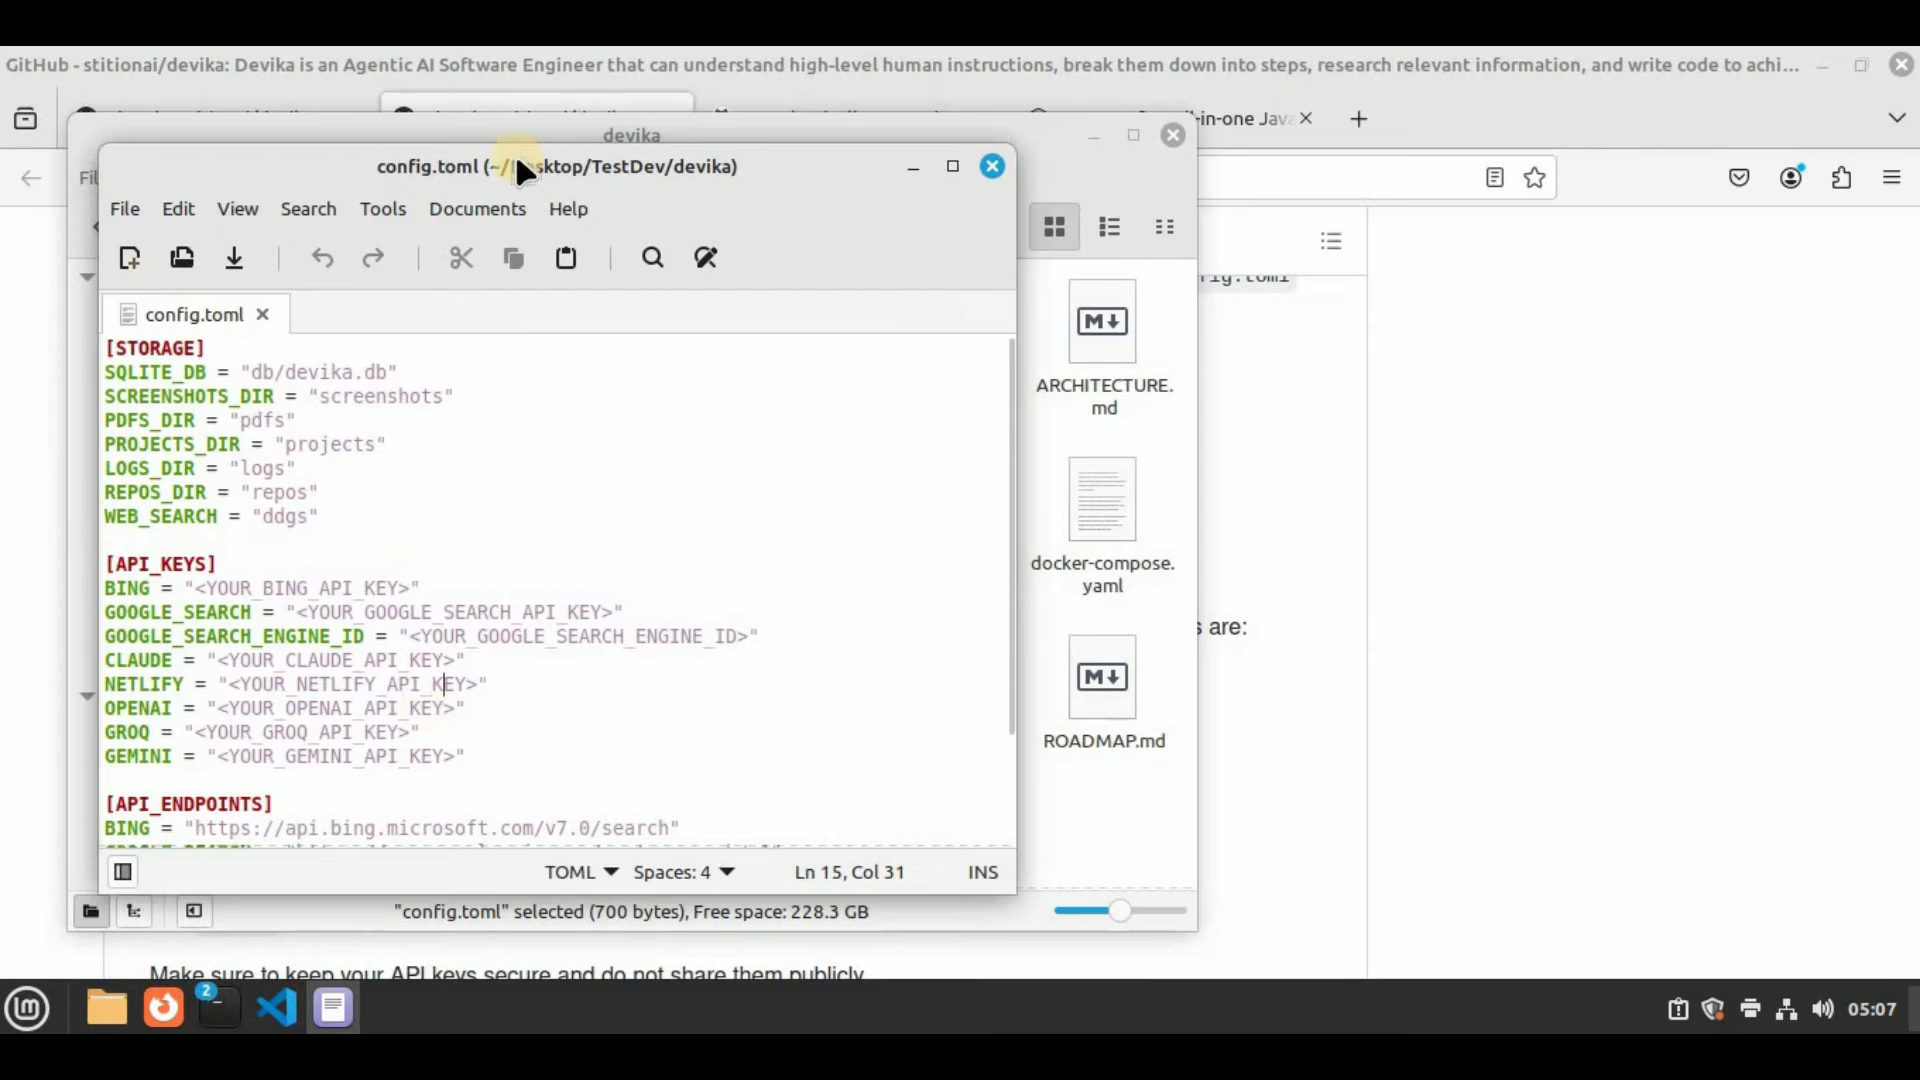 GitHub - stitionai/devika: Devika is an Agentic AI Software Engineer that can understand high-level human instructions, break them down into steps, research relevant information, and write code to achi...
-in-one Java
devika
Fil
config.toml (~/Desktop/TestDev/devika)
File Edit View Search Tools Documents Help
config.toml
[STORAGE]
SQLITE_DB = "db/devika.db"
SCREENSHOTS_DIR = "screenshots"
PDFS_DIR = "pdfs"
PROJECTS_DIR = "projects"
LOGS_DIR = "logs"
REPOS_DIR = "repos"
WEB_SEARCH = "ddgs"
[API_KEYS]
BING = "<YOUR_BING_API_KEY>"
GOOGLE_SEARCH = "<YOUR_GOOGLE_SEARCH_API_KEY>"
GOOGLE_SEARCH_ENGINE_ID = "<YOUR_GOOGLE_SEARCH_ENGINE_ID>"
CLAUDE = "<YOUR_CLAUDE_API_KEY>"
NETLIFY = "<YOUR_NETLIFY_API_KEY>"
OPENAI = "<YOUR_OPENAI_API_KEY>"
GROQ = "<YOUR_GROQ_API_KEY>"
GEMINI = "<YOUR_GEMINI_API_KEY>"
[API_ENDPOINTS]
BING = "https://api.bing.microsoft.com/v7.0/search"
TOML Spaces: 4 Ln 15, Col 31 INS
ARCHITECTURE.
md
docker-compose.
yaml
ROADMAP.md
"config.toml" selected (700 bytes), Free space: 228.3 GB
s are:
Make sure to keep your API keys secure and do not share them publicly.
2
05:07